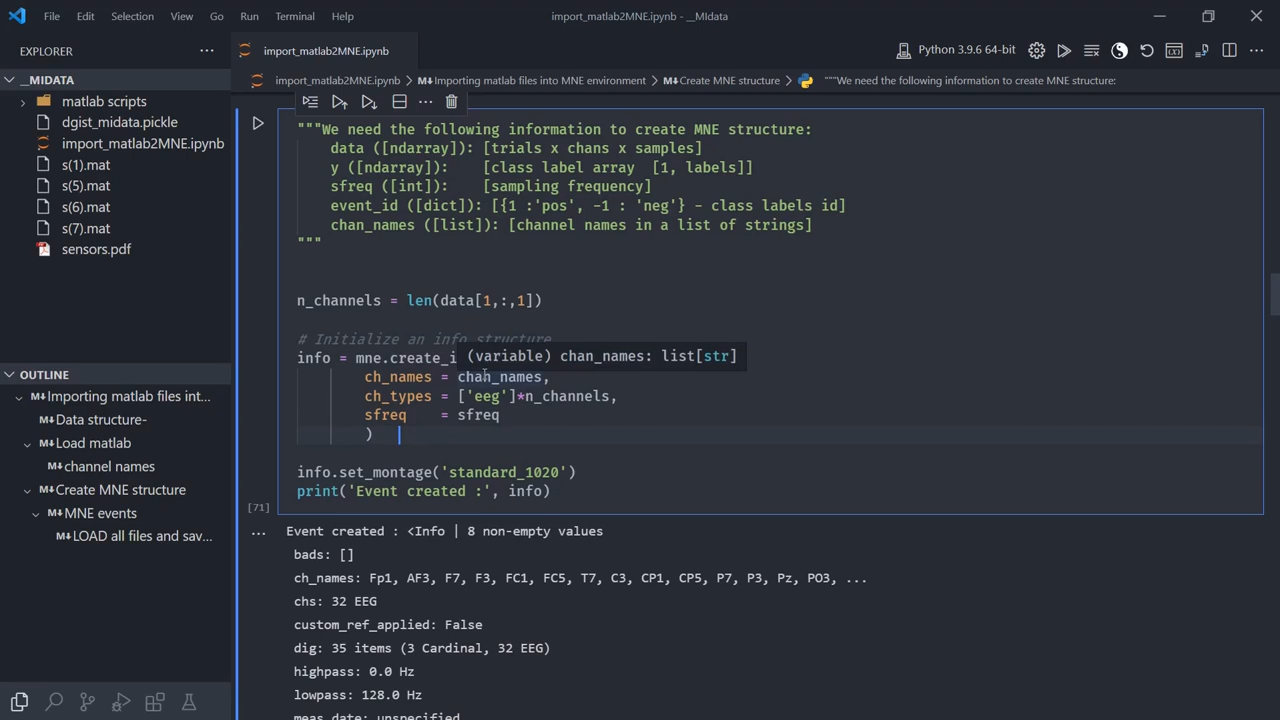 File Edit Selection View Go Run Terminal Help import_matlab2MNE.ipynb - __MIdata
EXPLORER
import_matlab2MNE.ipynb
Python 3.9.6 64-bit
__MIDATA
matlab scripts
dgist_midata.pickle
import_matlab2MNE.ipynb
s(1).mat
s(5).mat
s(6).mat
s(7).mat
sensors.pdf
OUTLINE
Importing matlab files int...
Data structure-
Load matlab
channel names
Create MNE structure
MNE events
LOAD all files and sav...
import_matlab2MNE.ipynb > Importing matlab files into MNE environment > Create MNE structure > """We need the following information to create MNE structure:
"""We need the following information to create MNE structure:
data ([ndarray]): [trials x chans x samples]
y ([ndarray]): [class label array [1, labels]]
sfreq ([int]): [sampling frequency]
event_id ([dict]): [{1 :'pos', -1 : 'neg'} - class labels id]
chan_names ([list]): [channel names in a list of strings]
"""
n_channels = len(data[1,:,1])
# Initialize an info structure
(variable) chan_names: list[str]
info = mne.create_i
ch_names = chan_names,
ch_types = ['eeg']*n_channels,
sfreq = sfreq
)
info.set_montage('standard_1020')
print('Event created :', info)
[71]
... Event created : <Info | 8 non-empty values
bads: []
ch_names: Fp1, AF3, F7, F3, FC1, FC5, T7, C3, CP1, CP5, P7, P3, Pz, PO3, ...
chs: 32 EEG
custom_ref_applied: False
dig: 35 items (3 Cardinal, 32 EEG)
highpass: 0.0 Hz
lowpass: 128.0 Hz
meas_date: unspecified